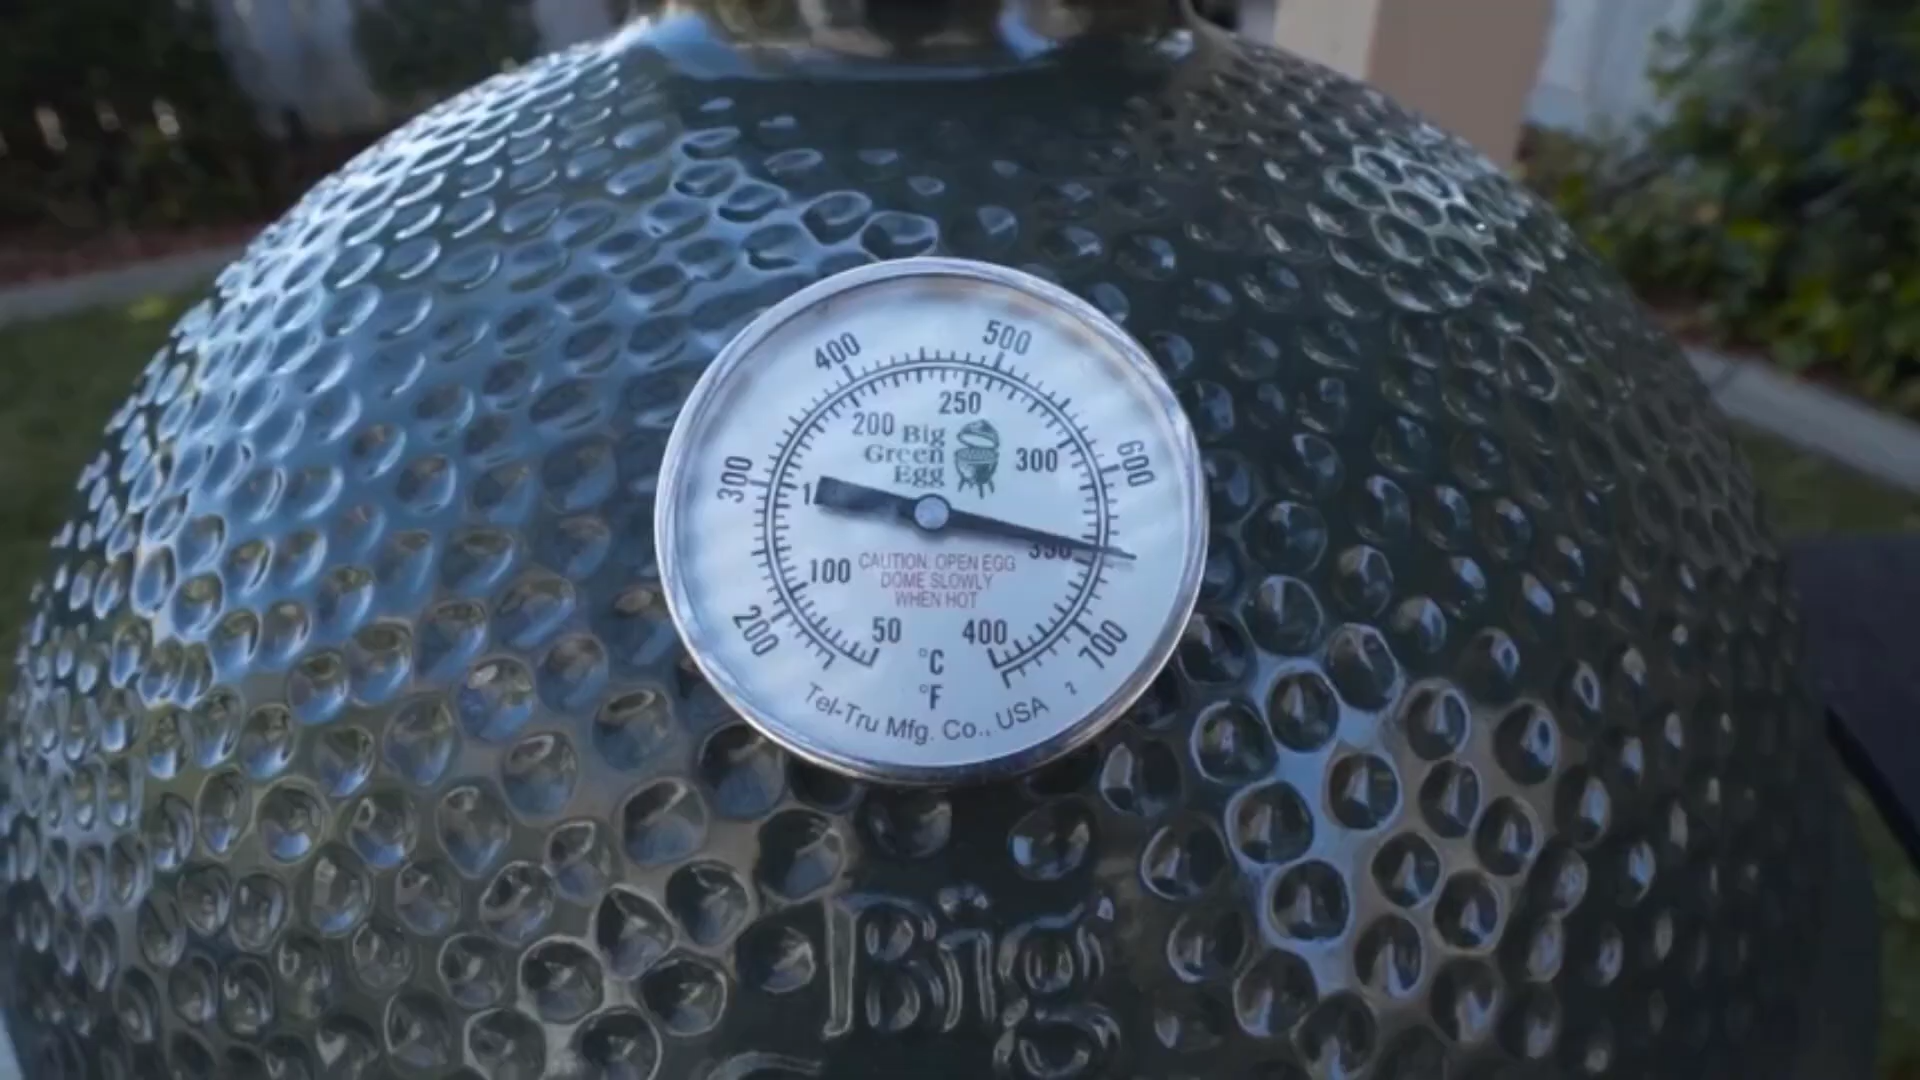 400
500
300
600
200
700
200
250
300
350
100
50
400
Big
Green
Egg
CAUTION: OPEN EGG
DOME SLOWLY
WHEN HOT
°C
°F
Tel-Tru Mfg. Co., USA
Big